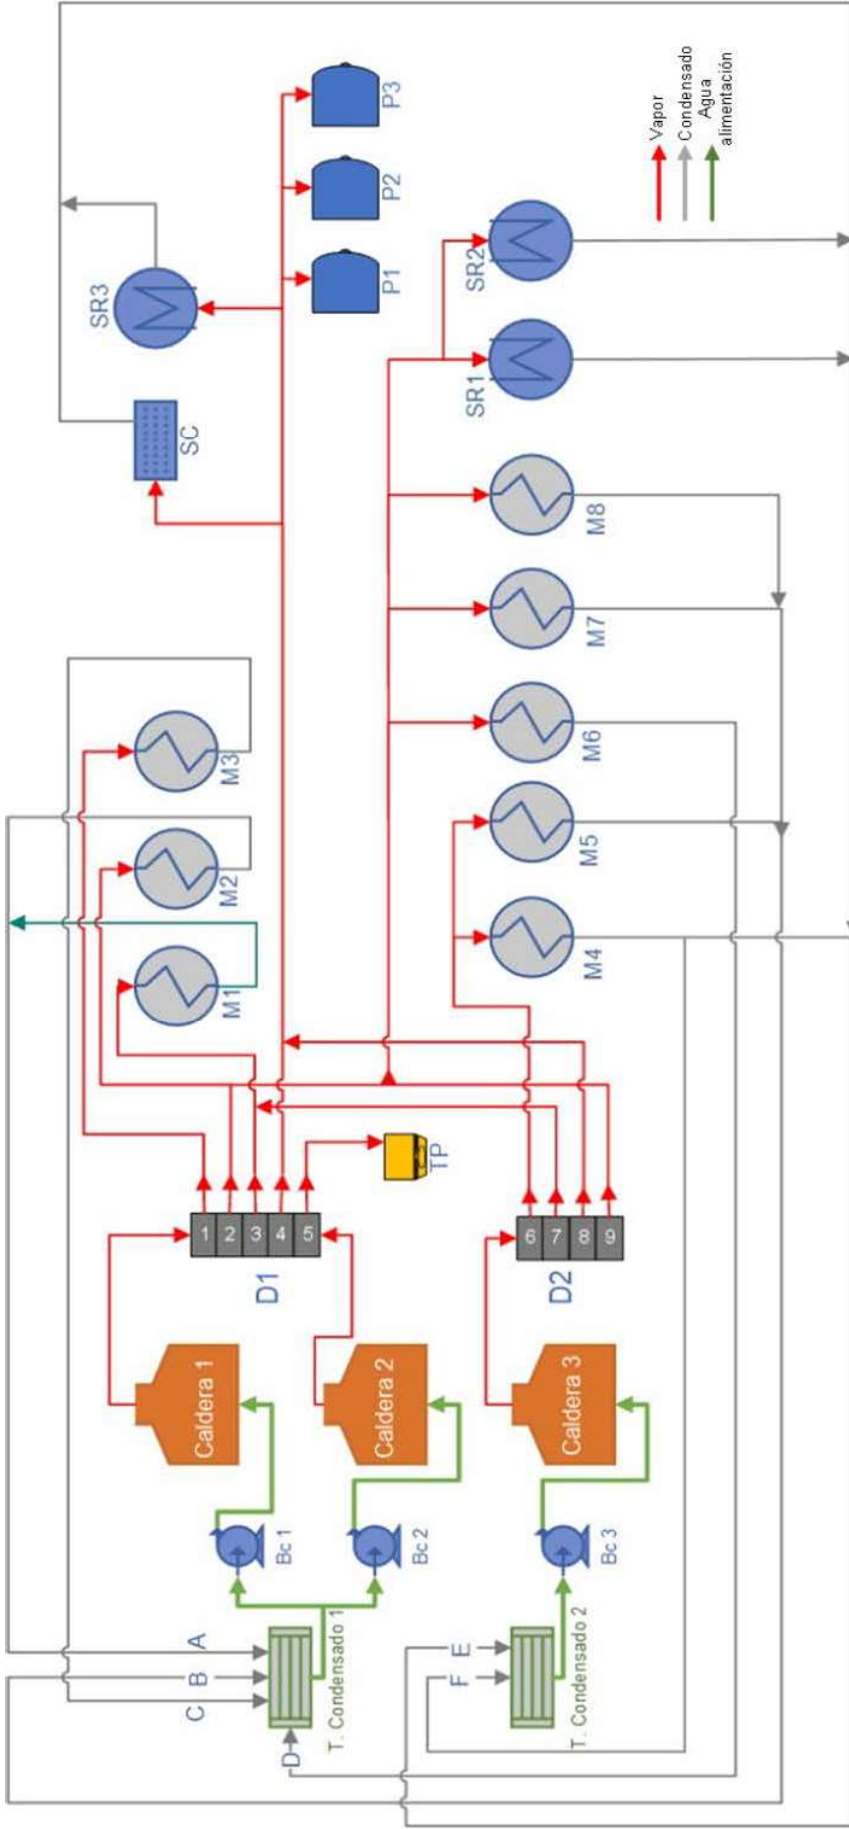 SR3
C B A
SC
Caldera 1
1
2
3
4
5
M1 M2 M3
D1
Bc 1
D
T. Condensado 1
Caldera 2
P1 P2 P3
Bc 2
TP
F E
SR1 SR2
6
7
8
9
D2
Caldera 3
T. Condensado 2
Bc 3
M4 M5 M6 M7 M8
Vapor
Condensado
Agua
alimentación